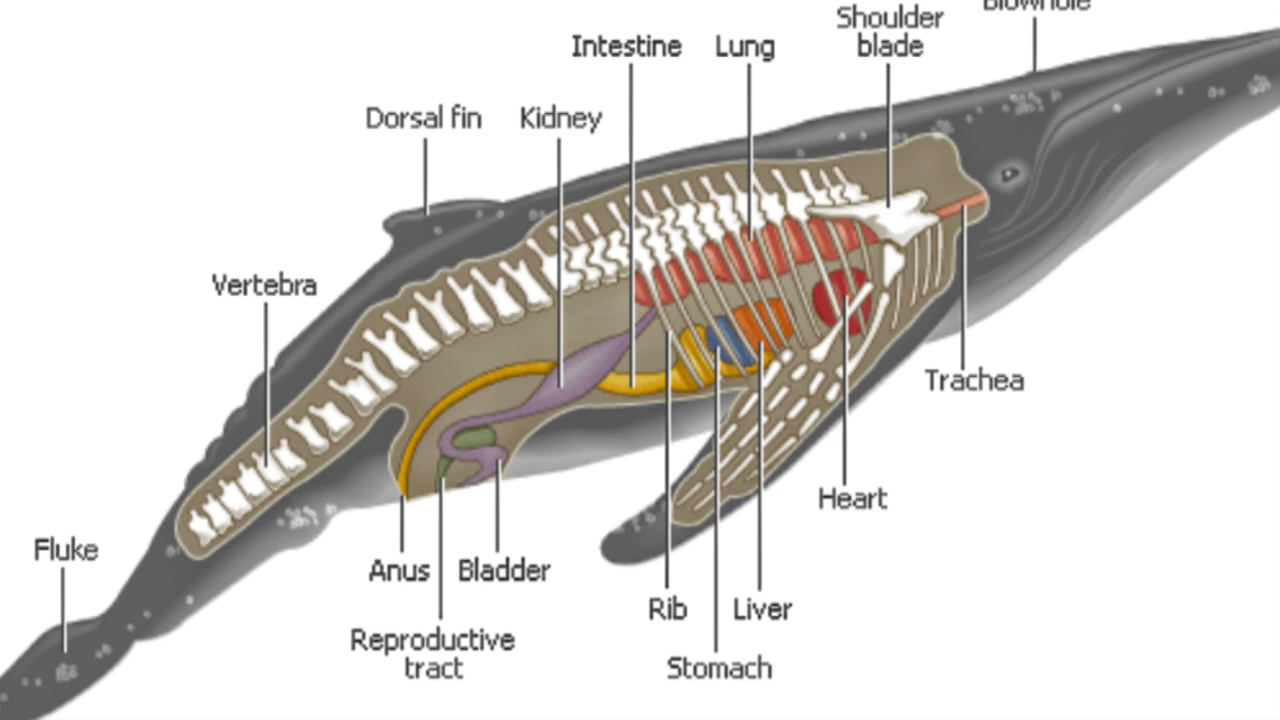 Blowhole
Shoulder
blade
Intestine
Lung
Dorsal fin
Kidney
Vertebra
Trachea
Heart
Fluke
Anus
Bladder
Rib
Liver
Reproductive
tract
Stomach